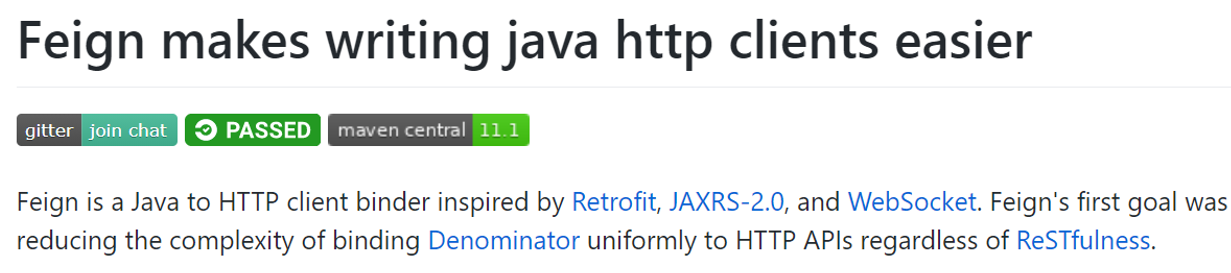 Feign makes writing java http clients easier
gitter join chat PASSED maven central 11.1
Feign is a Java to HTTP client binder inspired by Retrofit, JAXRS-2.0, and WebSocket. Feign's first goal was
reducing the complexity of binding Denominator uniformly to HTTP APIs regardless of ReSTfulness.